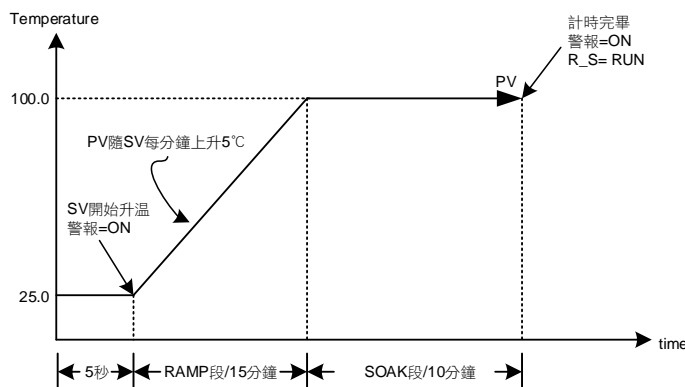 Temperature
計時完畢
警報=ON
R_S= RUN
PV
100.0
PV隨SV每分鐘上升5℃
SV開始升温
警報=ON
25.0
time
5秒
RAMP段/15分鐘
SOAK段/10分鐘